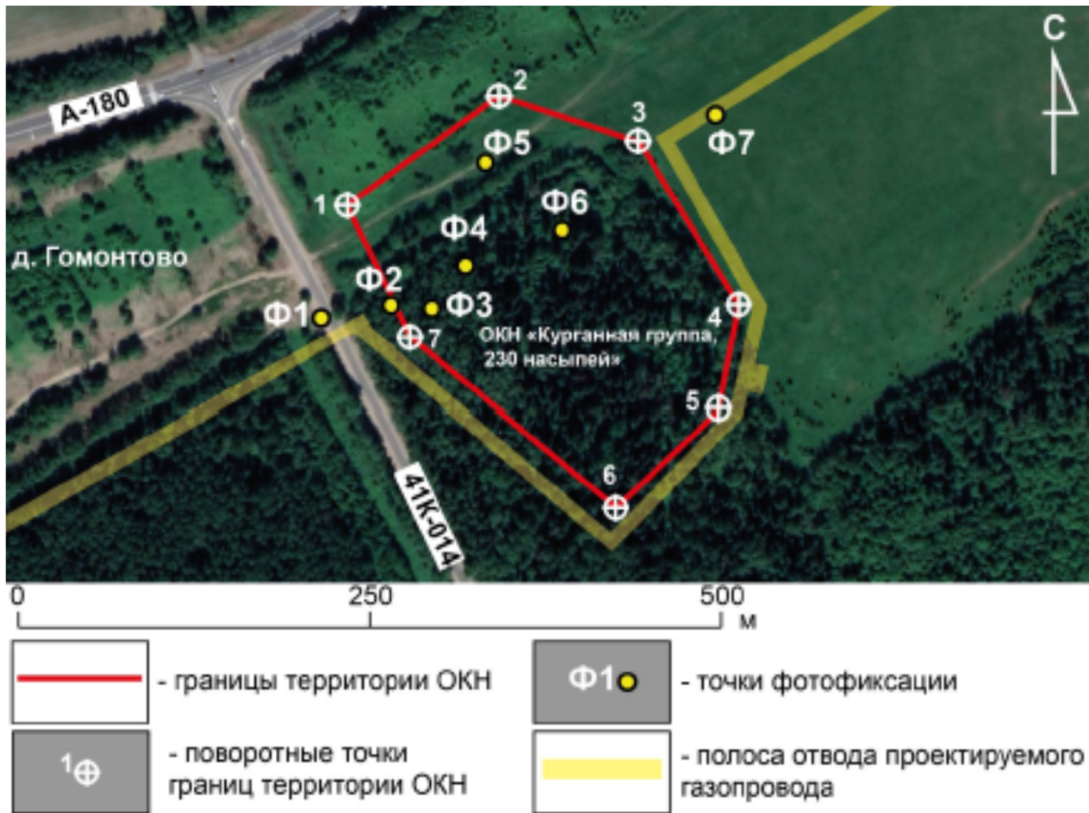 С
А-180
2
3
Ф5
Ф7
1
Ф6
Ф4
д. Гомонтово
Ф2
Ф1
Ф3
4
7
ОКН «Курганная группа,
230 насыпей»
5
6
41К-014
0 250 500
м
- границы территории ОКН
Ф1 - точки фотофиксации
1 - поворотные точки
границ территории ОКН
- полоса отвода проектируемого
газопровода